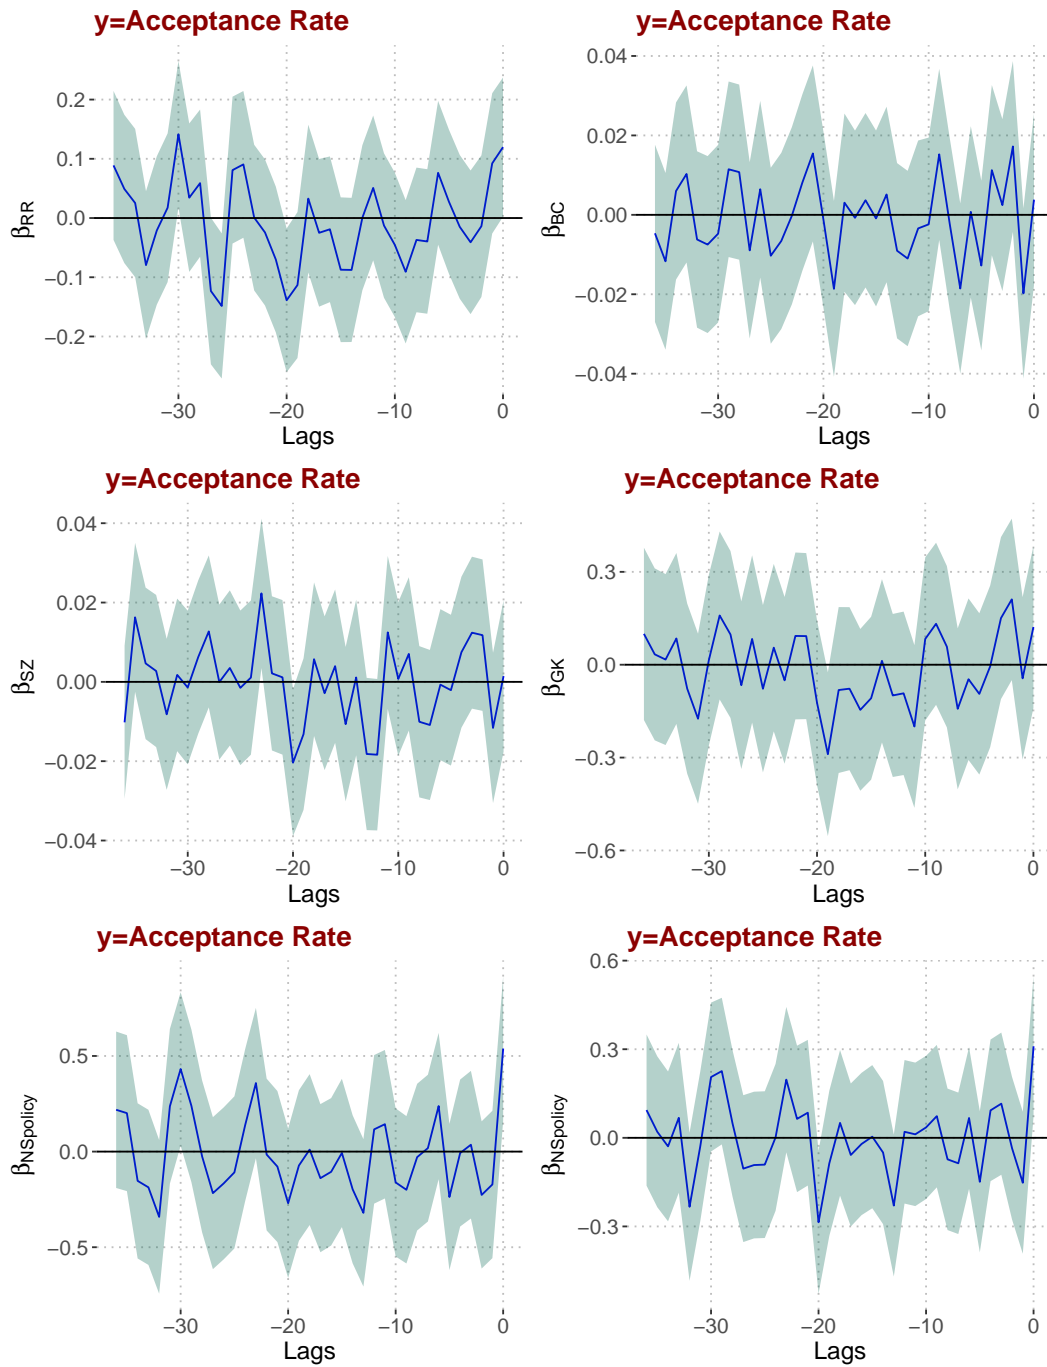 y=Acceptance Rate
βRR
0.2
0.1
0.0
−0.1
−0.2
−30 −20 −10 0
Lags
y=Acceptance Rate
βBC
0.04
0.02
0.00
−0.02
−0.04
−30 −20 −10 0
Lags
y=Acceptance Rate
βSZ
0.04
0.02
0.00
−0.02
−0.04
−30 −20 −10 0
Lags
y=Acceptance Rate
βGK
0.3
0.0
−0.3
−0.6
−30 −20 −10 0
Lags
y=Acceptance Rate
βNSpolicy
0.5
0.0
−0.5
−30 −20 −10 0
Lags
y=Acceptance Rate
βNSpolicy
0.6
0.3
0.0
−0.3
−30 −20 −10 0
Lags